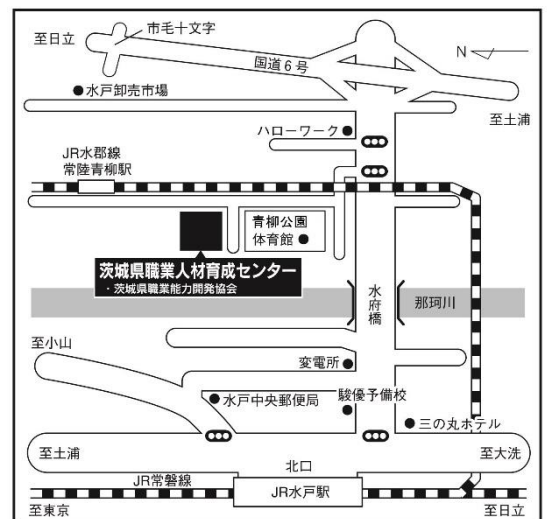 市毛十文字
至日立
国道6号
N
水戸卸売市場
至土浦
ハローワーク
JR水郡線
常陸青柳駅
青柳公園
体育館
茨城県職業人材育成センター
・茨城県職業能力開発協会
水府橋
那珂川
至小山
変電所
水戸中央郵便局
駿優予備校
三の丸ホテル
至土浦
至大洗
北口
JR常磐線
JR水戸駅
至東京
至日立